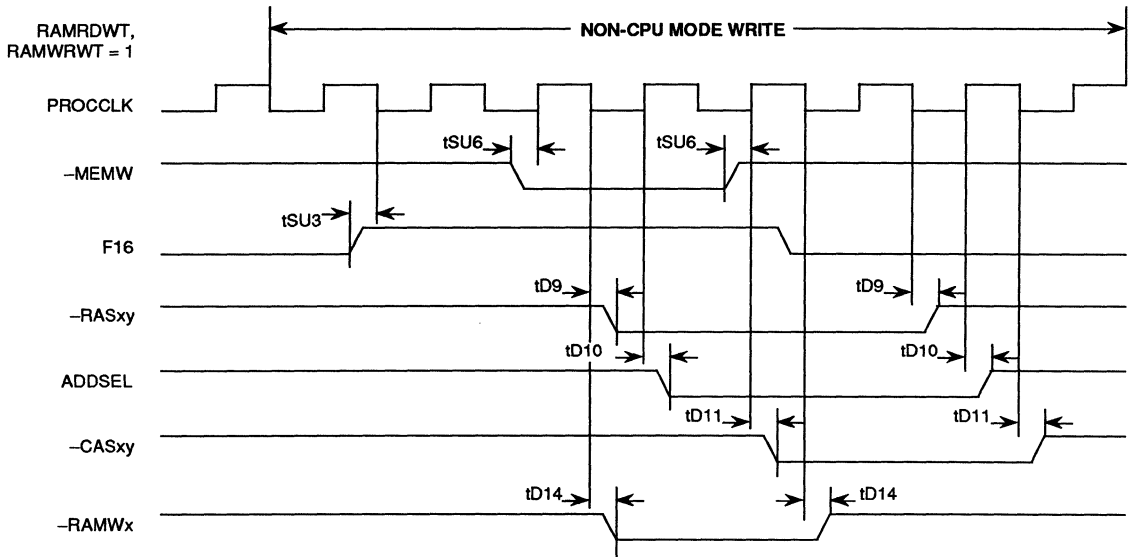 RAMRDWT,
RAMWRWT = 1
NON-CPU MODE WRITE
PROCCLK
tSU6 tSU6
–MEMW
tSU3
F16
tD9 tD9
–RASxy
tD10 tD10
ADDSEL
tD11 tD11
–CASxy
tD14 tD14
–RAMWx